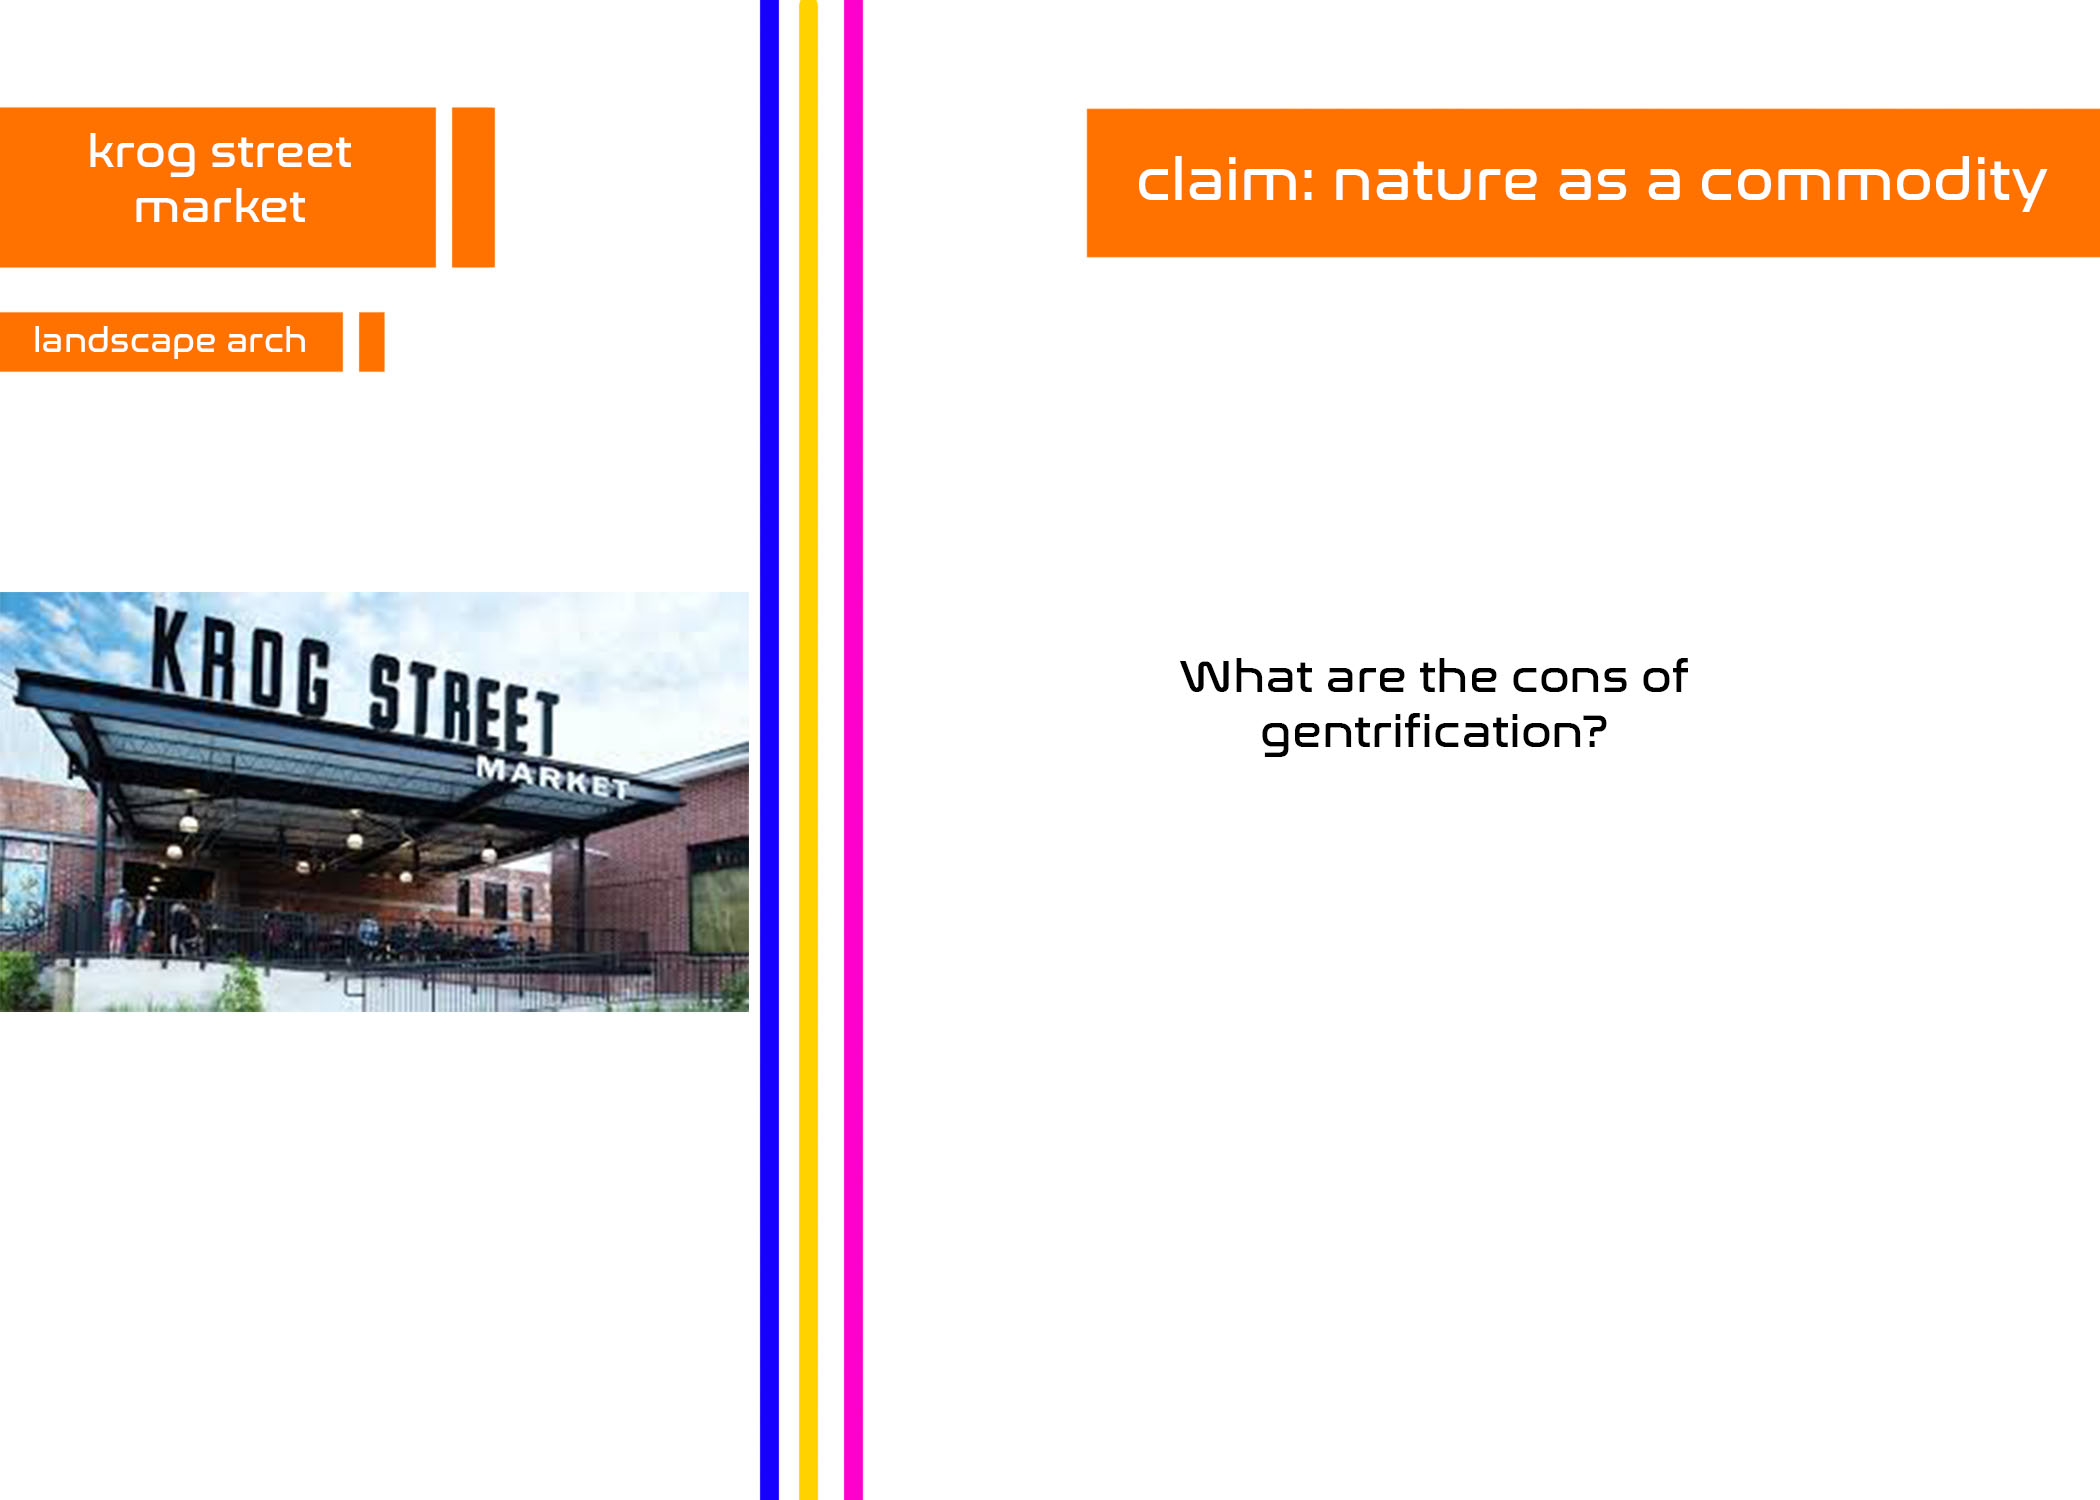 krog street
market
landscape arch
KROG STREET
MARKET
claim: nature as a commodity
What are the cons of
gentrification?